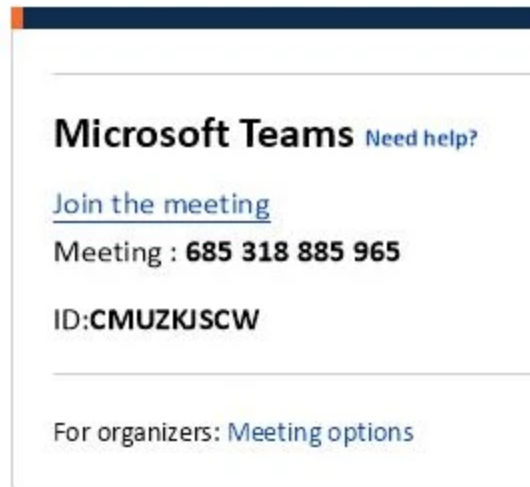 Microsoft Teams Need help?
Join the meeting
Meeting : 685 318 885 965
ID:CMUZKJSCW
For organizers: Meeting options